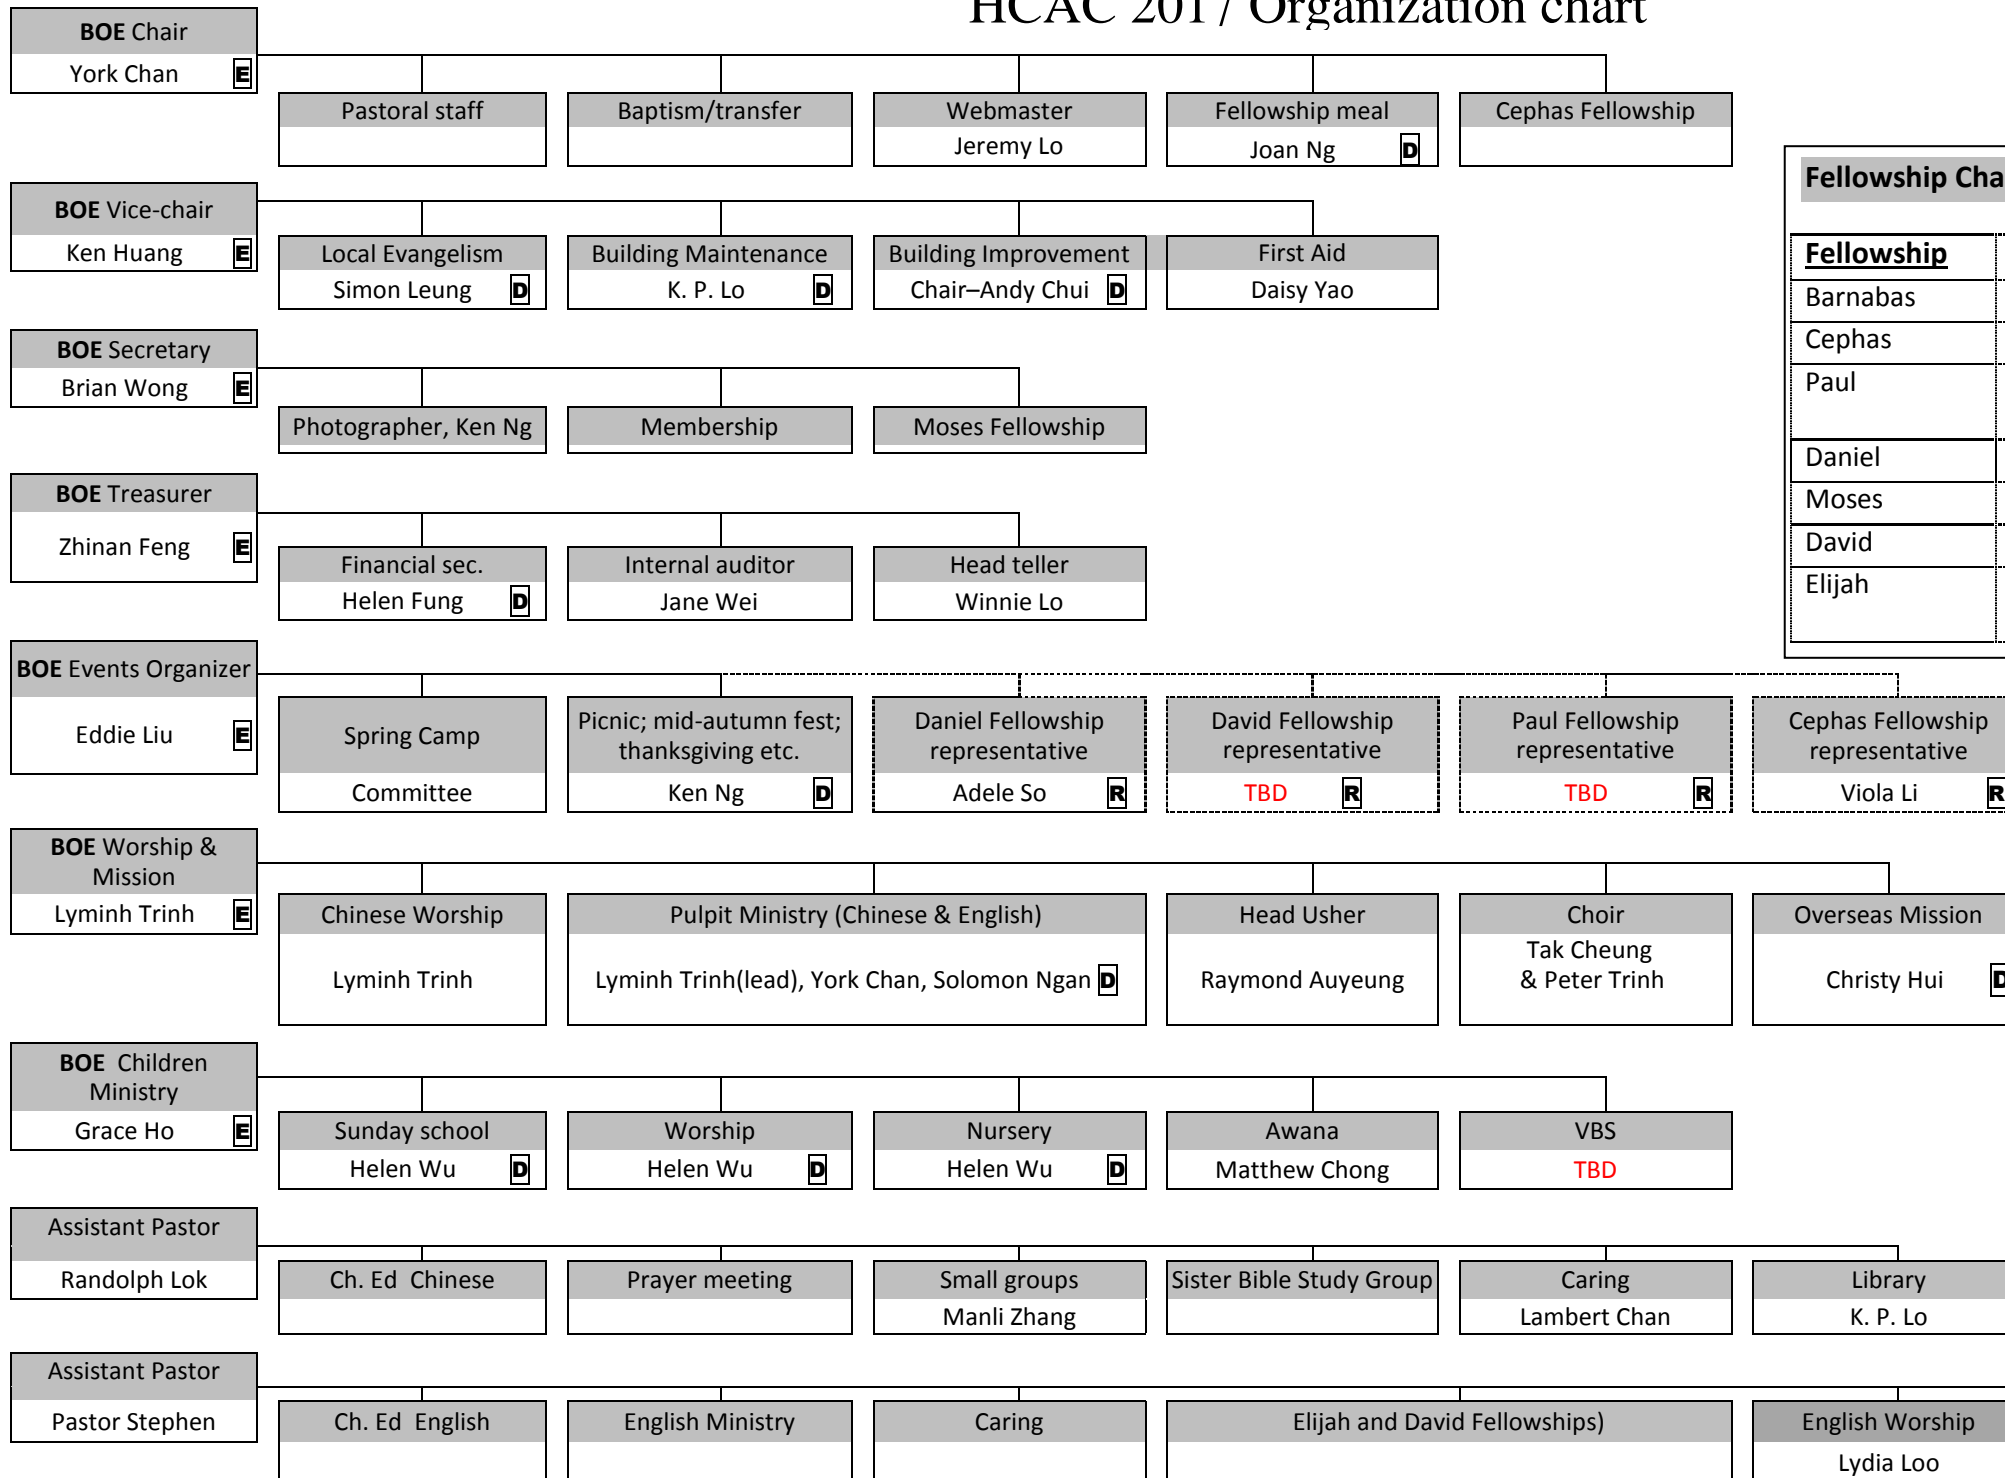 HCAC 2017 Organization chart
BOE Chair
York Chan E
Pastoral staff Baptism/transfer Webmaster Fellowship meal Cephas Fellowship
Jeremy Lo Joan Ng D
Fellowship Cha
Fellowship
Barnabas
Cephas
Paul
Daniel
Moses
David
Elijah
BOE Vice-chair
Ken Huang E
Local Evangelism Building Maintenance Building Improvement First Aid
Simon Leung D K. P. Lo D Chair–Andy Chui D Daisy Yao
BOE Secretary
Brian Wong E
Photographer, Ken Ng Membership Moses Fellowship
BOE Treasurer
Zhinan Feng E
Financial sec. Internal auditor Head teller
Helen Fung D Jane Wei Winnie Lo
BOE Events Organizer
Eddie Liu E
Spring Camp
Committee
Picnic; mid-autumn fest;
thanksgiving etc.
Ken Ng D
Daniel Fellowship
representative
Adele So R
David Fellowship
representative
TBD R
Paul Fellowship
representative
TBD R
Cephas Fellowship
representative
Viola Li R
BOE Worship &
Mission
Lyminh Trinh E
Chinese Worship
Lyminh Trinh
Pulpit Ministry (Chinese & English)
Lyminh Trinh(lead), York Chan, Solomon Ngan D
Head Usher
Raymond Auyeung
Choir
Tak Cheung
& Peter Trinh
Overseas Mission
Christy Hui D
BOE Children
Ministry
Grace Ho E
Sunday school Worship Nursery Awana VBS
Helen Wu D Helen Wu D Helen Wu D Matthew Chong TBD
Assistant Pastor
Randolph Lok
Ch. Ed Chinese Prayer meeting Small groups Sister Bible Study Group Caring Library
Manli Zhang Lambert Chan K. P. Lo
Assistant Pastor
Pastor Stephen
Ch. Ed English English Ministry Caring Elijah and David Fellowships) English Worship
Lydia Loo